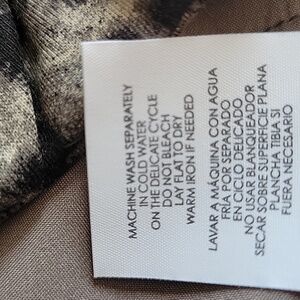 MACHINE WASH SEPARATELY
IN COLD WATER
ON THE DELICATE CYCLE
DO NOT BLEACH
LAY FLAT TO DRY
WARM IRON IF NEEDED
LAVAR A MÁQUINA CON AGUA
FRÍA POR SEPARADO
EN CICLO DELICADO
NO USAR BLANQUEADOR
SECAR SOBRE SUPERFICIE PLANA
PLANCHA TIBIA SI
FUERA NECESARIO